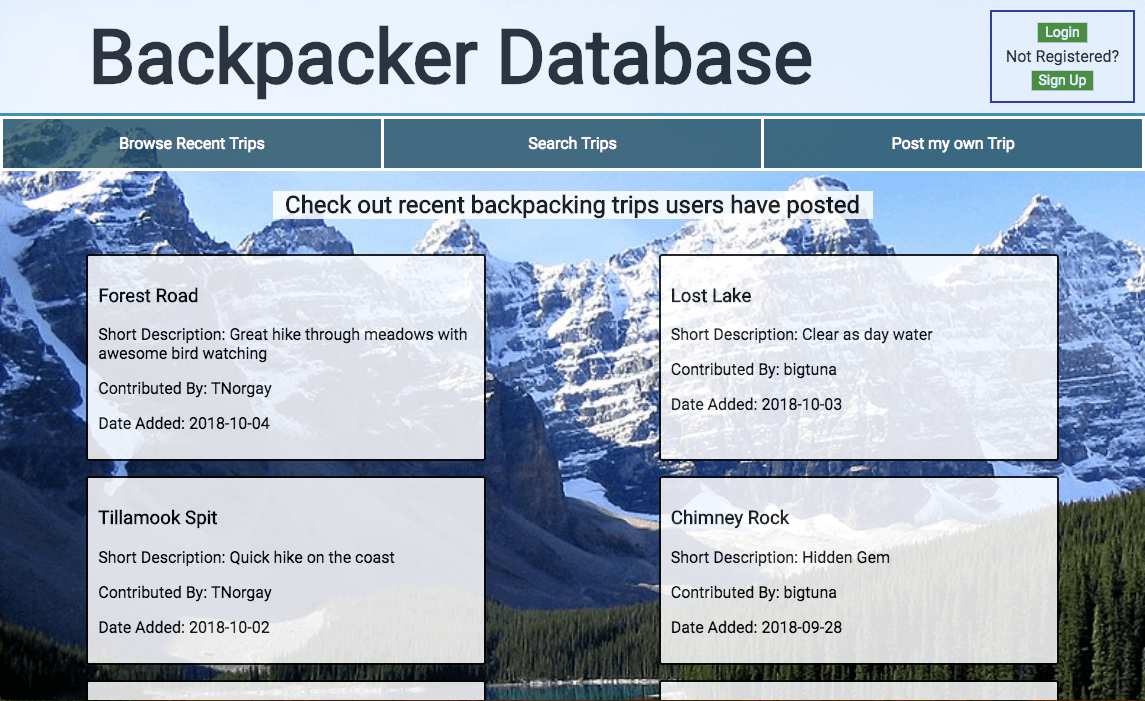 Backpacker Database
Login
Not Registered?
Sign Up
Browse Recent Trips
Search Trips
Post my own Trip
Check out recent backpacking trips users have posted
Forest Road
Short Description: Great hike through meadows with
awesome bird watching
Contributed By: TNorgay
Date Added: 2018-10-04
Lost Lake
Short Description: Clear as day water
Contributed By: bigtuna
Date Added: 2018-10-03
Tillamook Spit
Short Description: Quick hike on the coast
Contributed By: TNorgay
Date Added: 2018-10-02
Chimney Rock
Short Description: Hidden Gem
Contributed By: bigtuna
Date Added: 2018-09-28